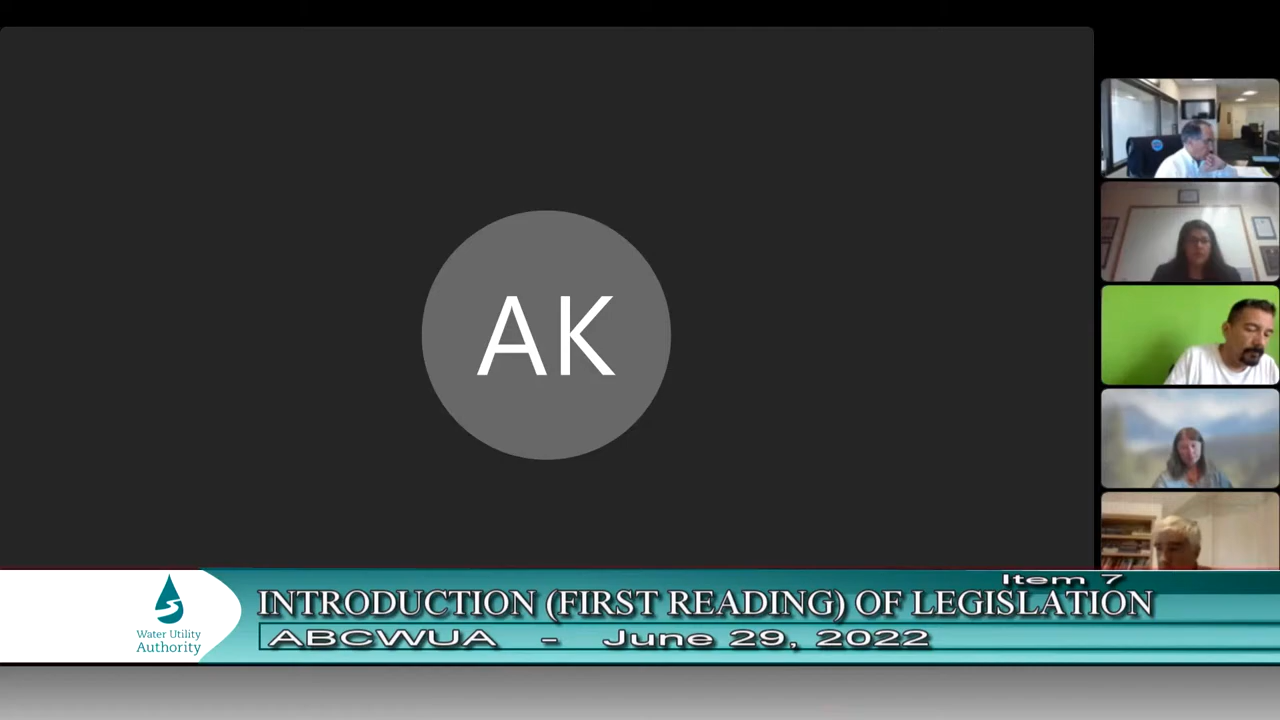 AK
Item 7
INTRODUCTION (FIRST READING) OF LEGISLATION
ABCWUA - June 29, 2022
Water Utility
Authority